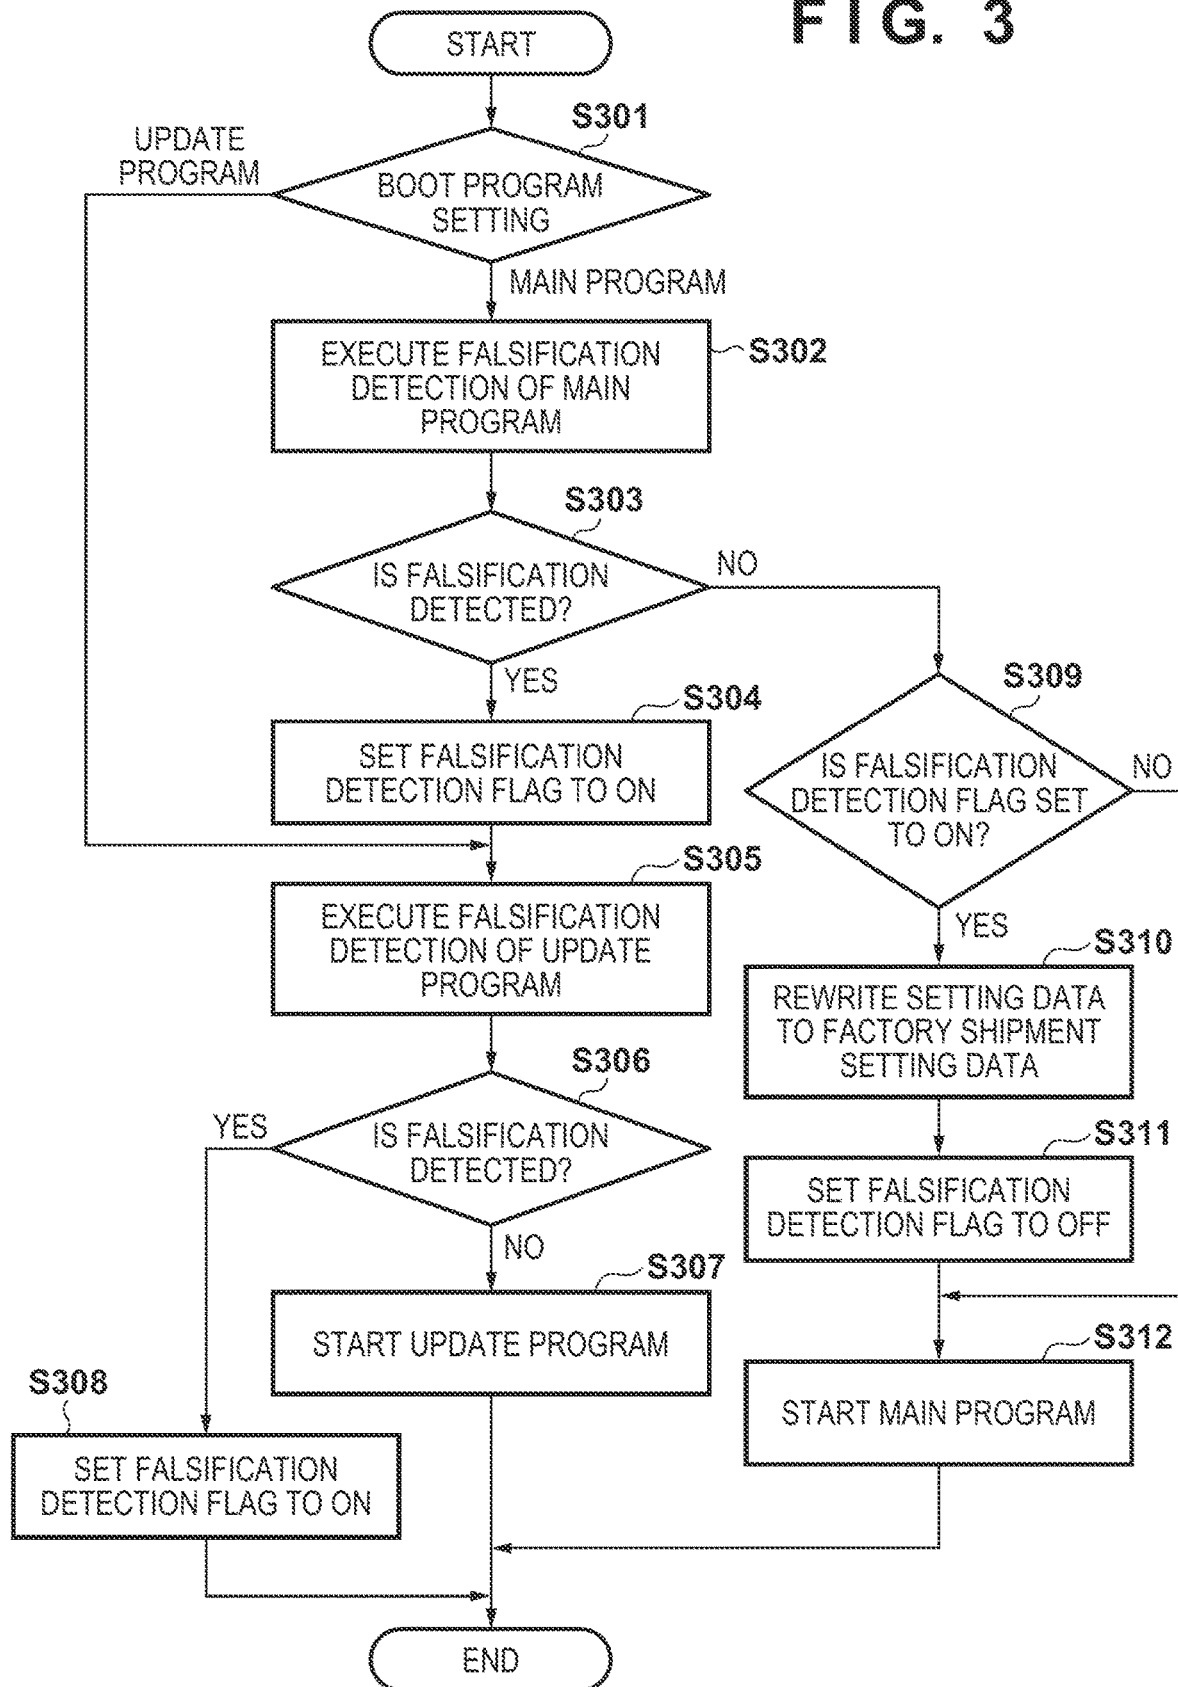 FIG. 3
START
S301
UPDATE
PROGRAM
BOOT PROGRAM
SETTING
MAIN PROGRAM
EXECUTE FALSIFICATION
DETECTION OF MAIN
PROGRAM
S302
S303
IS FALSIFICATION
DETECTED?
NO
YES
S304
SET FALSIFICATION
DETECTION FLAG TO ON
S309
IS FALSIFICATION
DETECTION FLAG SET
TO ON?
NO
YES
S305
EXECUTE FALSIFICATION
DETECTION OF UPDATE
PROGRAM
S310
REWRITE SETTING DATA
TO FACTORY SHIPMENT
SETTING DATA
S306
YES
IS FALSIFICATION
DETECTED?
NO
S311
SET FALSIFICATION
DETECTION FLAG TO OFF
S307
START UPDATE PROGRAM
S312
START MAIN PROGRAM
S308
SET FALSIFICATION
DETECTION FLAG TO ON
END